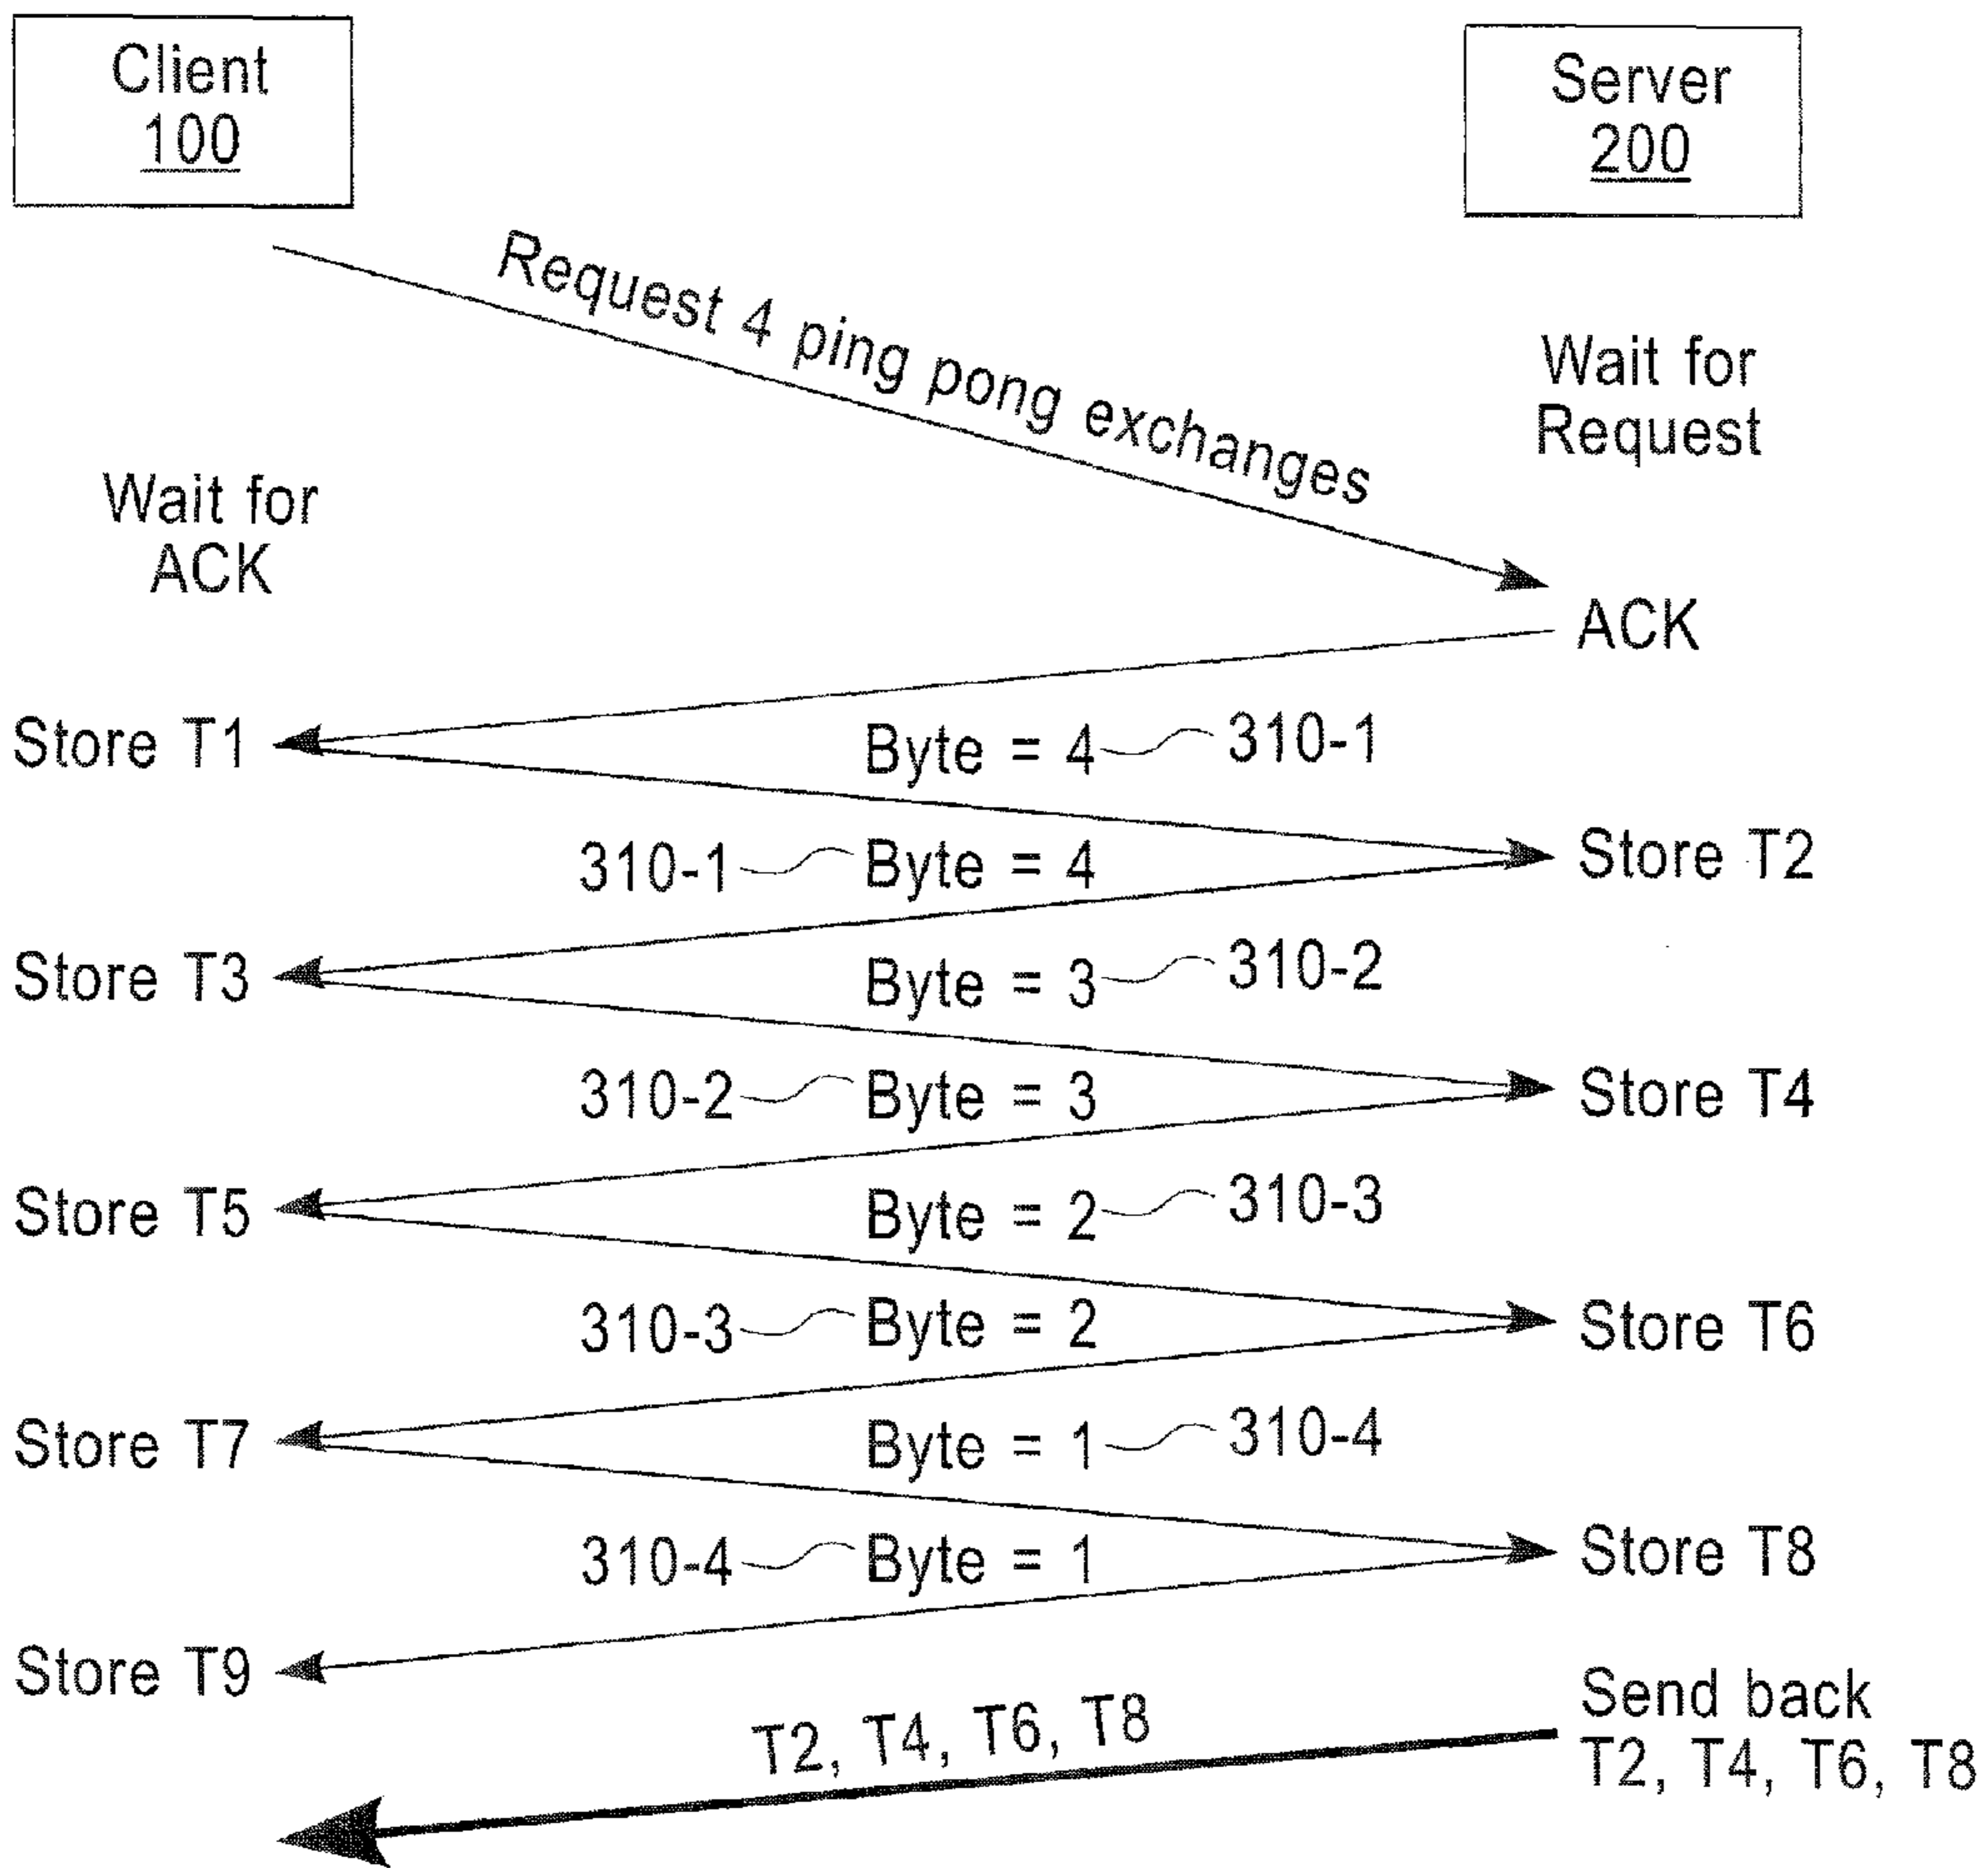 Client
100
Server
200
Request 4 ping pong exchanges
Wait for
Request
Wait for
ACK
ACK
Store T1
Byte = 4 310-1
310-1 Byte = 4
Store T2
Store T3
Byte = 3 310-2
310-2 Byte = 3
Store T4
Store T5
Byte = 2 310-3
310-3 Byte = 2
Store T6
Store T7
Byte = 1 310-4
310-4 Byte = 1
Store T8
Store T9
T2, T4, T6, T8
Send back
T2, T4, T6, T8